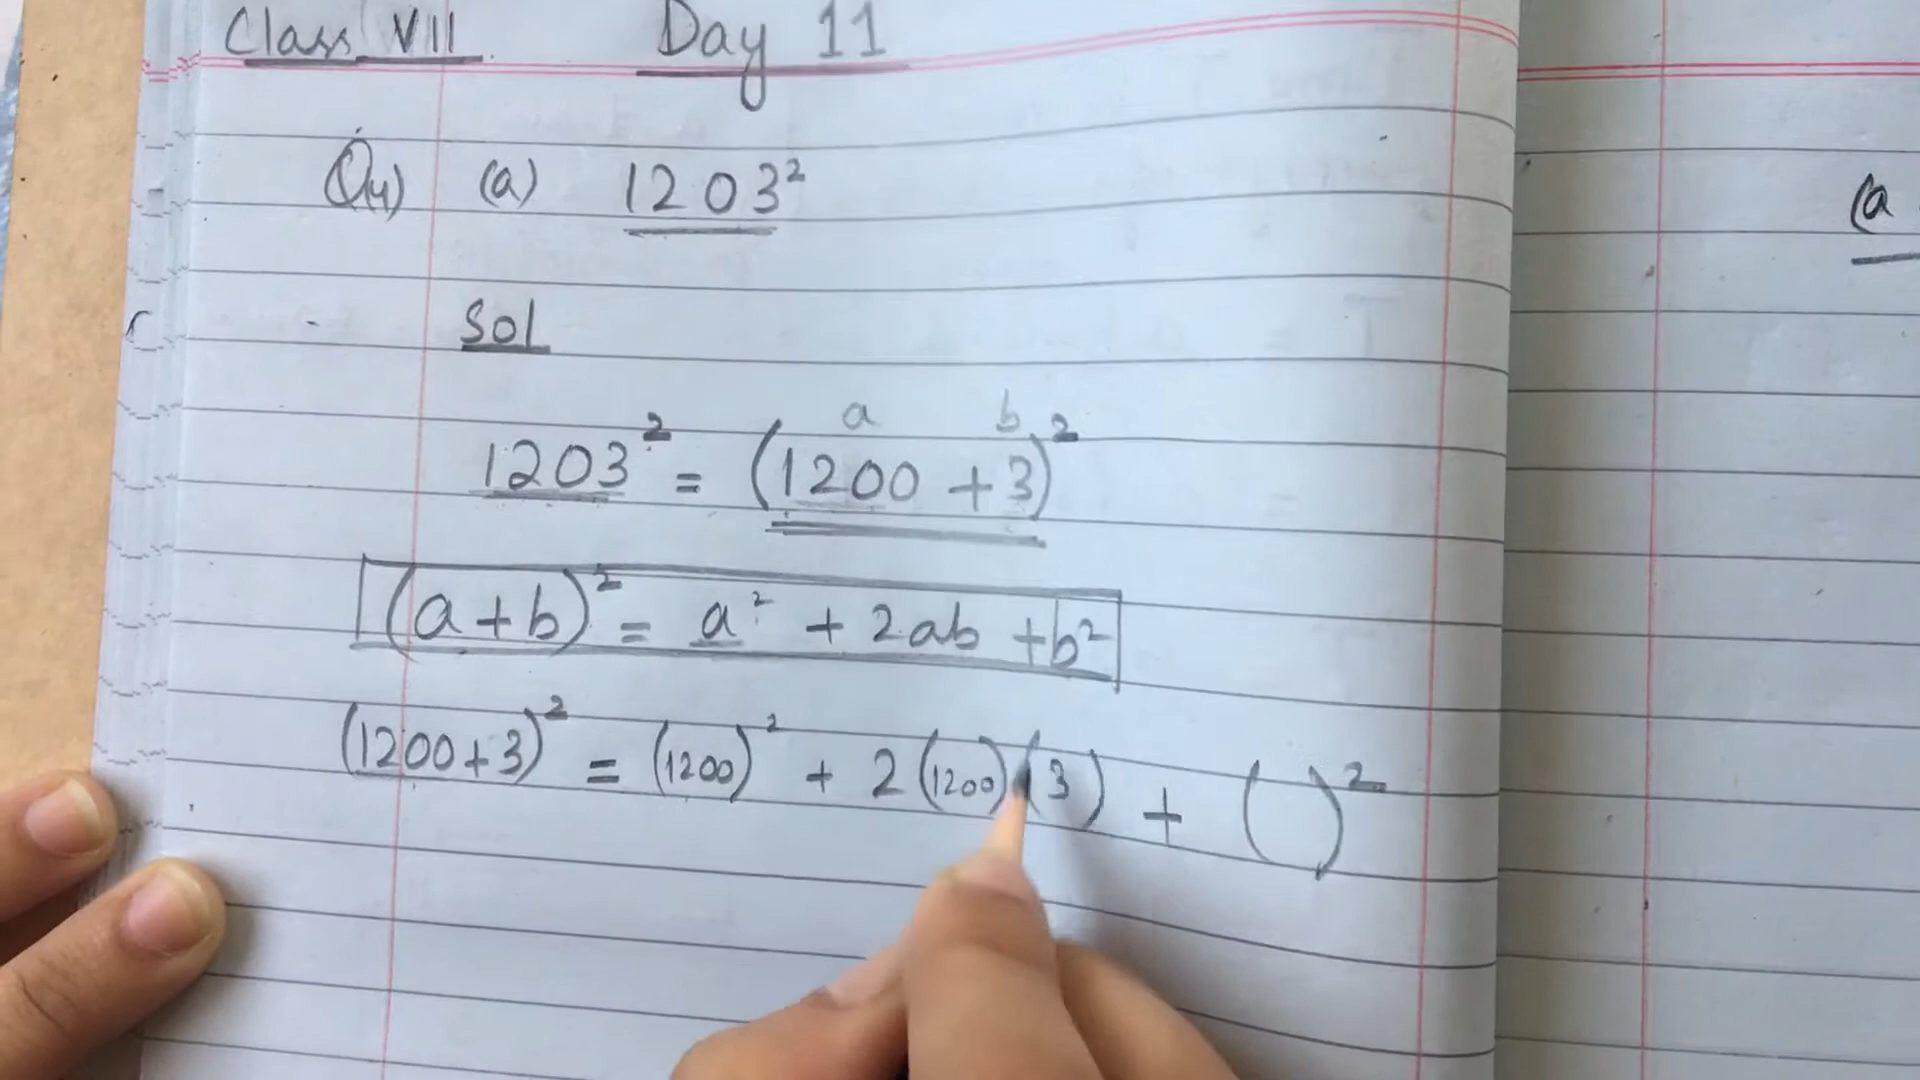 Class VII Day 11
Q4) (a) 1203²
Sol
a b
1203² = (1200 + 3)²
(a+b)² = a² + 2ab + b²
(1200+3)² = (1200)² + 2(1200)(3) + ( )²
(a